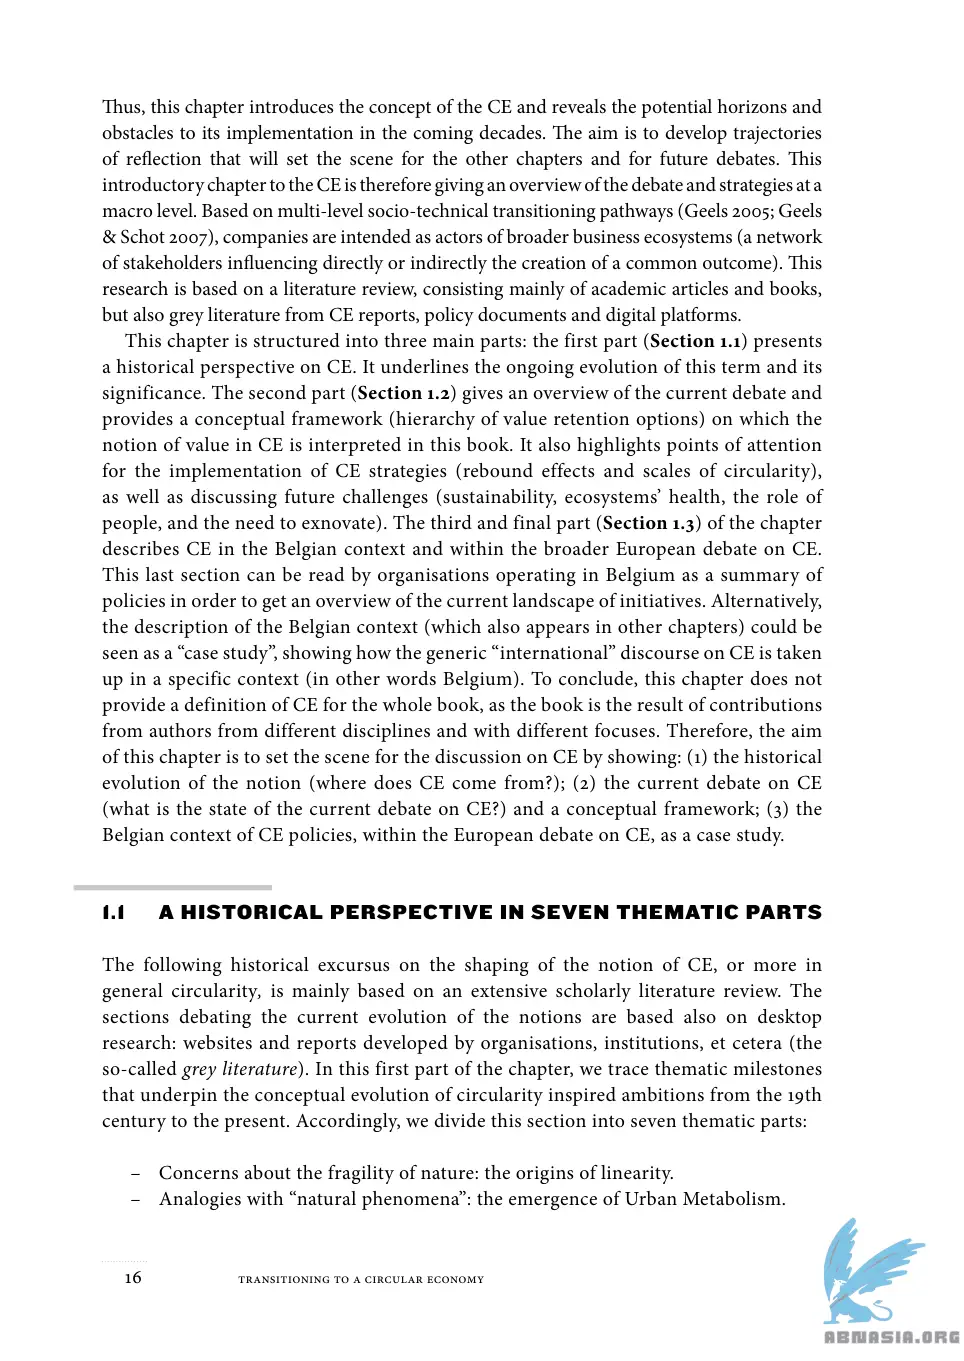 Thus, this chapter introduces the concept of the CE and reveals the potential horizons and
obstacles to its implementation in the coming decades. The aim is to develop trajectories
of reflection that will set the scene for the other chapters and for future debates. This
introductory chapter to the CE is therefore giving an overview of the debate and strategies at a
macro level. Based on multi-level socio-technical transitioning pathways (Geels 2005; Geels
& Schot 2007), companies are intended as actors of broader business ecosystems (a network
of stakeholders influencing directly or indirectly the creation of a common outcome). This
research is based on a literature review, consisting mainly of academic articles and books,
but also grey literature from CE reports, policy documents and digital platforms.
This chapter is structured into three main parts: the first part (Section 1.1) presents
a historical perspective on CE. It underlines the ongoing evolution of this term and its
significance. The second part (Section 1.2) gives an overview of the current debate and
provides a conceptual framework (hierarchy of value retention options) on which the
notion of value in CE is interpreted in this book. It also highlights points of attention
for the implementation of CE strategies (rebound effects and scales of circularity),
as well as discussing future challenges (sustainability, ecosystems’ health, the role of
people, and the need to exnovate). The third and final part (Section 1.3) of the chapter
describes CE in the Belgian context and within the broader European debate on CE.
This last section can be read by organisations operating in Belgium as a summary of
policies in order to get an overview of the current landscape of initiatives. Alternatively,
the description of the Belgian context (which also appears in other chapters) could be
seen as a “case study”, showing how the generic “international” discourse on CE is taken
up in a specific context (in other words Belgium). To conclude, this chapter does not
provide a definition of CE for the whole book, as the book is the result of contributions
from authors from different disciplines and with different focuses. Therefore, the aim
of this chapter is to set the scene for the discussion on CE by showing: (1) the historical
evolution of the notion (where does CE come from?); (2) the current debate on CE
(what is the state of the current debate on CE?) and a conceptual framework; (3) the
Belgian context of CE policies, within the European debate on CE, as a case study.
1.1 A HISTORICAL PERSPECTIVE IN SEVEN THEMATIC PARTS
The following historical excursus on the shaping of the notion of CE, or more in
general circularity, is mainly based on an extensive scholarly literature review. The
sections debating the current evolution of the notions are based also on desktop
research: websites and reports developed by organisations, institutions, et cetera (the
so-called grey literature). In this first part of the chapter, we trace thematic milestones
that underpin the conceptual evolution of circularity inspired ambitions from the 19th
century to the present. Accordingly, we divide this section into seven thematic parts:
– Concerns about the fragility of nature: the origins of linearity.
– Analogies with “natural phenomena”: the emergence of Urban Metabolism.
16 TRANSITIONING TO A CIRCULAR ECONOMY
ABNASIA.ORG